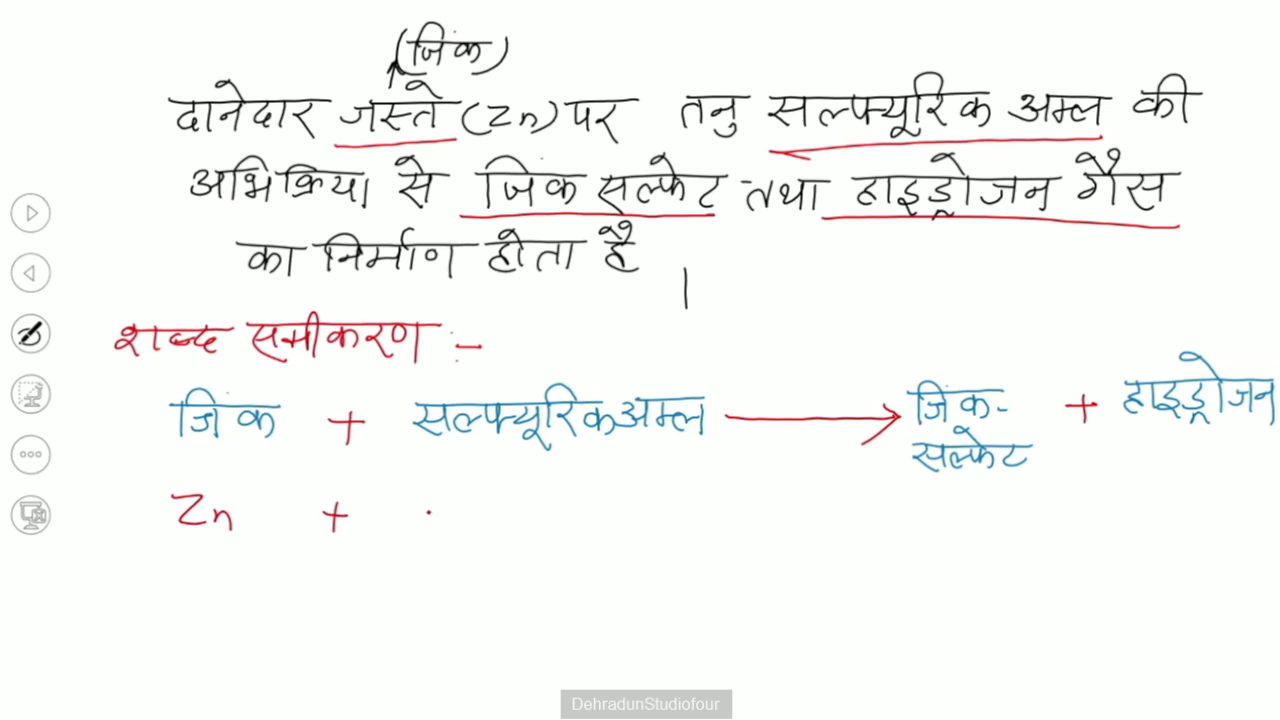 (जिंक)
दानेदार जस्ते (Zn) पर तनु सल्फ्यूरिक अम्ल की
अभिक्रिया से जिंक सल्फेट तथा हाइड्रोजन गैस
का निर्माण होता है |
शब्द समीकरण :-
जिंक + सल्फ्यूरिक अम्ल → जिंक- + हाइड्रोजन
सल्फेट
Zn +
DehradunStudiofour